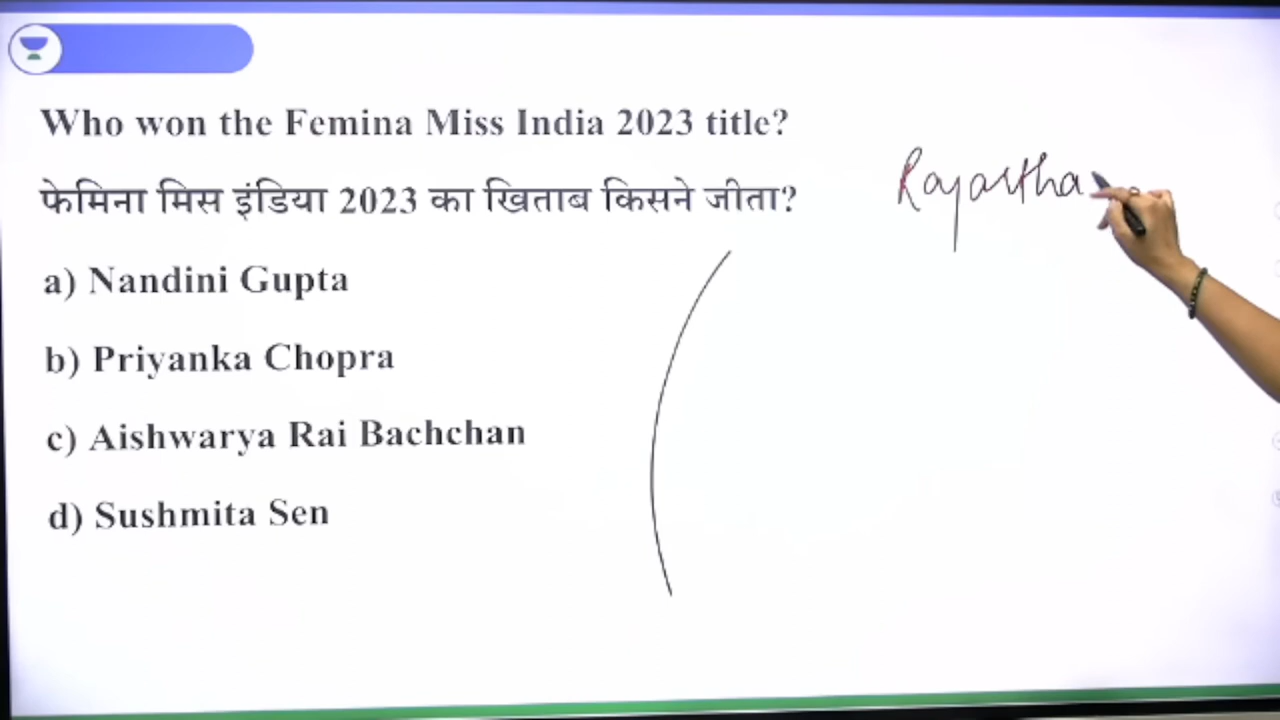 Who won the Femina Miss India 2023 title?
फेमिना मिस इंडिया 2023 का खिताब किसने जीता?
Rajastha
a) Nandini Gupta
b) Priyanka Chopra
c) Aishwarya Rai Bachchan
d) Sushmita Sen